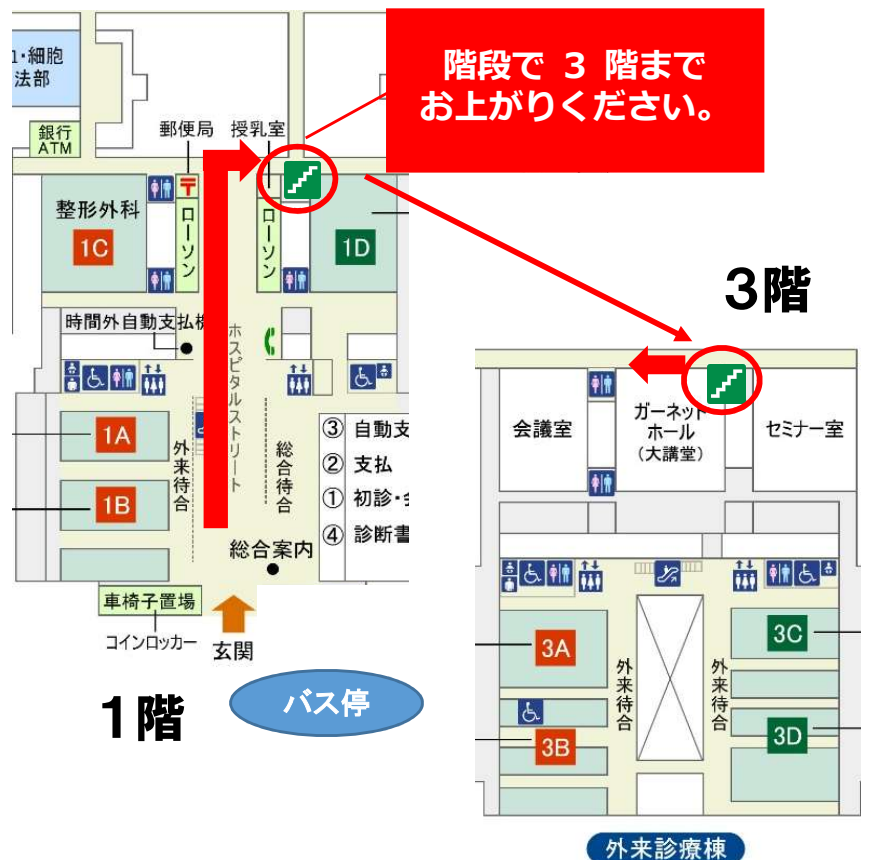 1・細胞
法部
銀行
ATM
郵便局
授乳室
階段で 3 階まで
お上がりください。
整形外科
1C
〒
ローソン
ローソン
1D
時間外自動支払機
ホスピタルストリート
1A
1B
外来待合
総合待合
③ 自動支
② 支払
① 初診・
④ 診断書
総合案内
車椅子置場
コインロッカー
玄関
1階
バス停
3階
会議室
ガーネット
ホール
(大講堂)
セミナー室
3A
3B
外来待合
外来待合
3C
3D
外来診療棟